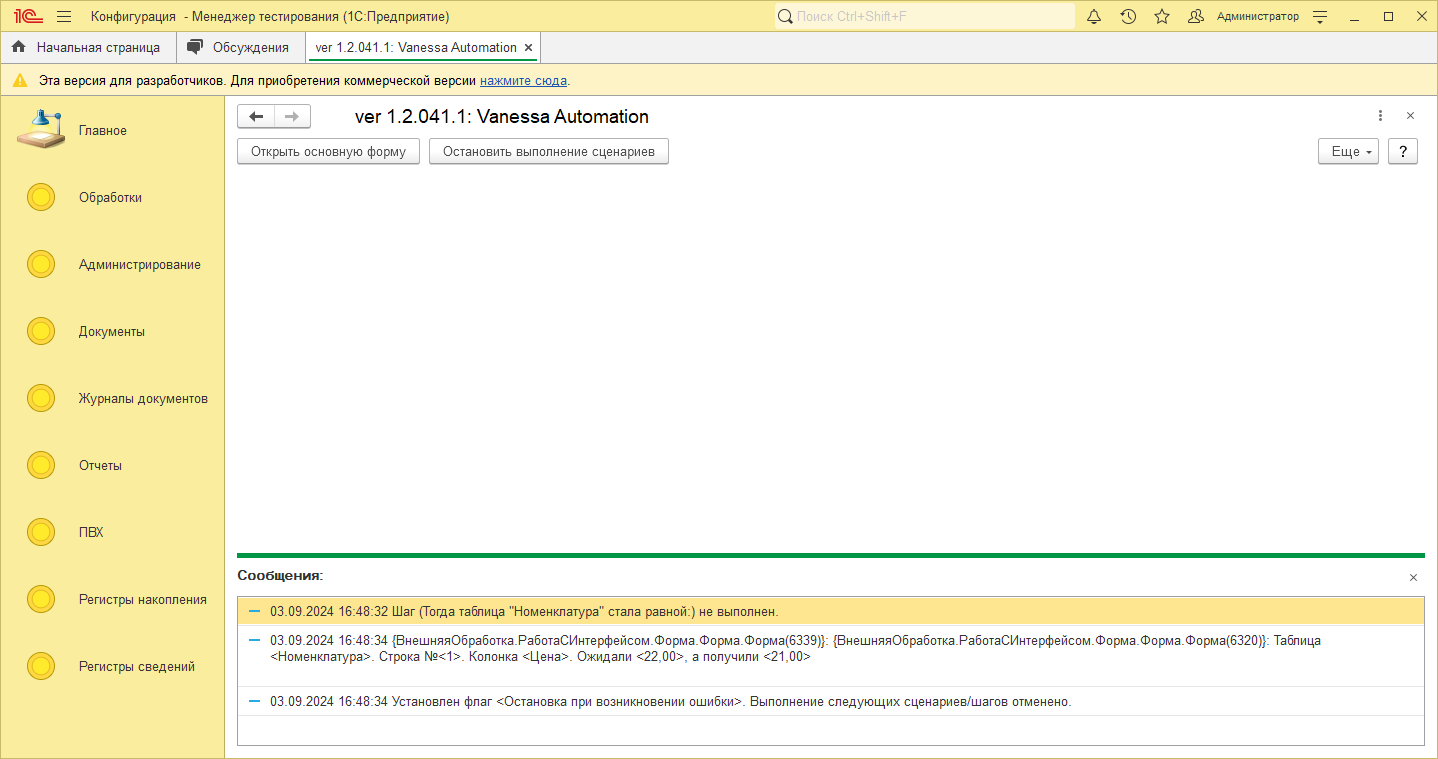 1С Конфигурация - Менеджер тестирования (1С:Предприятие) Поиск Ctrl+Shift+F Администратор
Начальная страница Обсуждения ver 1.2.041.1: Vanessa Automation
Эта версия для разработчиков. Для приобретения коммерческой версии нажмите сюда.
Главное
Обработки
Администрирование
Документы
Журналы документов
Отчеты
ПВХ
Регистры накопления
Регистры сведений
ver 1.2.041.1: Vanessa Automation
Открыть основную форму Остановить выполнение сценариев Еще ?
Сообщения:
03.09.2024 16:48:32 Шаг (Тогда таблица "Номенклатура" стала равной:) не выполнен.
03.09.2024 16:48:34 {ВнешняяОбработка.РаботаСИнтерфейсом.Форма.Форма.Форма(6339)}: {ВнешняяОбработка.РаботаСИнтерфейсом.Форма.Форма.Форма(6320)}: Таблица
<Номенклатура>. Строка №<1>. Колонка <Цена>. Ожидали <22,00>, а получили <21,00>
03.09.2024 16:48:34 Установлен флаг <Остановка при возникновении ошибки>. Выполнение следующих сценариев/шагов отменено.